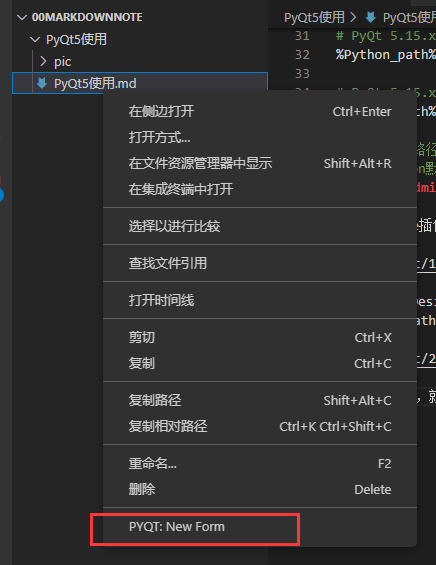 00MARKDOWNNOTE
PyQt5使用
pic
PyQt5使用.md
PyQt5使用 > PyQt5使用.
31 # PyQt 5.15.x
32 %Python_path%
33
在侧边打开 Ctrl+Enter
打开方式...
在文件资源管理器中显示 Shift+Alt+R
在集成终端中打开
选择以进行比较
查找文件引用
打开时间线
剪切 Ctrl+X
复制 Ctrl+C
复制路径 Shift+Alt+C
复制相对路径 Ctrl+K Ctrl+Shift+C
重命名... F2
删除 Delete
PYQT: New Form